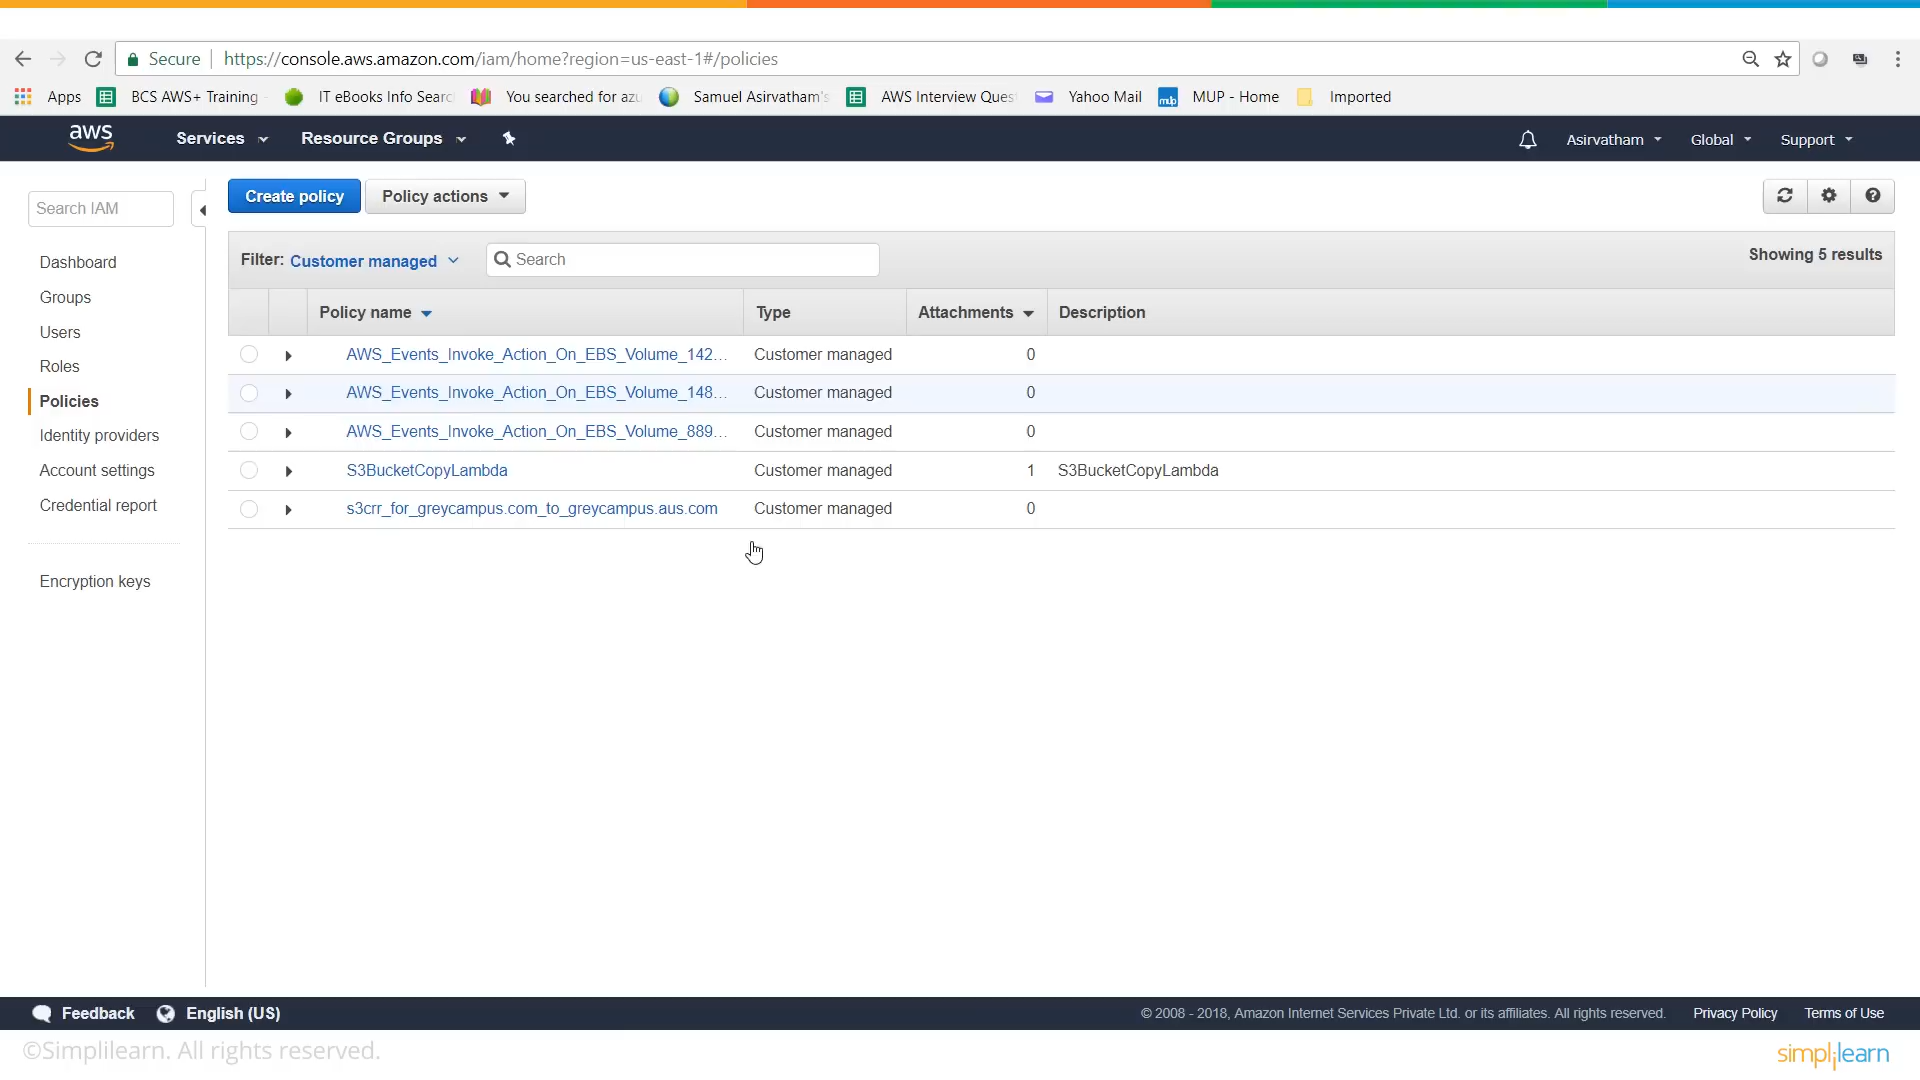 Secure https://console.aws.amazon.com/iam/home?region=us-east-1#/policies
Apps BCS AWS+ Training IT eBooks Info Searc You searched for azu Samuel Asirvatham's AWS Interview Ques Yahoo Mail mup MUP - Home Imported
aws Services Resource Groups Asirvatham Global Support
Search IAM
Dashboard
Groups
Users
Roles
Policies
Identity providers
Account settings
Credential report
Encryption keys
Create policy Policy actions
Filter: Customer managed Search Showing 5 results
Policy name Type Attachments Description
AWS_Events_Invoke_Action_On_EBS_Volume_142... Customer managed 0
AWS_Events_Invoke_Action_On_EBS_Volume_148... Customer managed 0
AWS_Events_Invoke_Action_On_EBS_Volume_889... Customer managed 0
S3BucketCopyLambda Customer managed 1 S3BucketCopyLambda
s3crr_for_greycampus.com_to_greycampus.aus.com Customer managed 0
Feedback English (US) © 2008 - 2018, Amazon Internet Services Private Ltd. or its affiliates. All rights reserved. Privacy Policy Terms of Use
©Simplilearn. All rights reserved. simplilearn